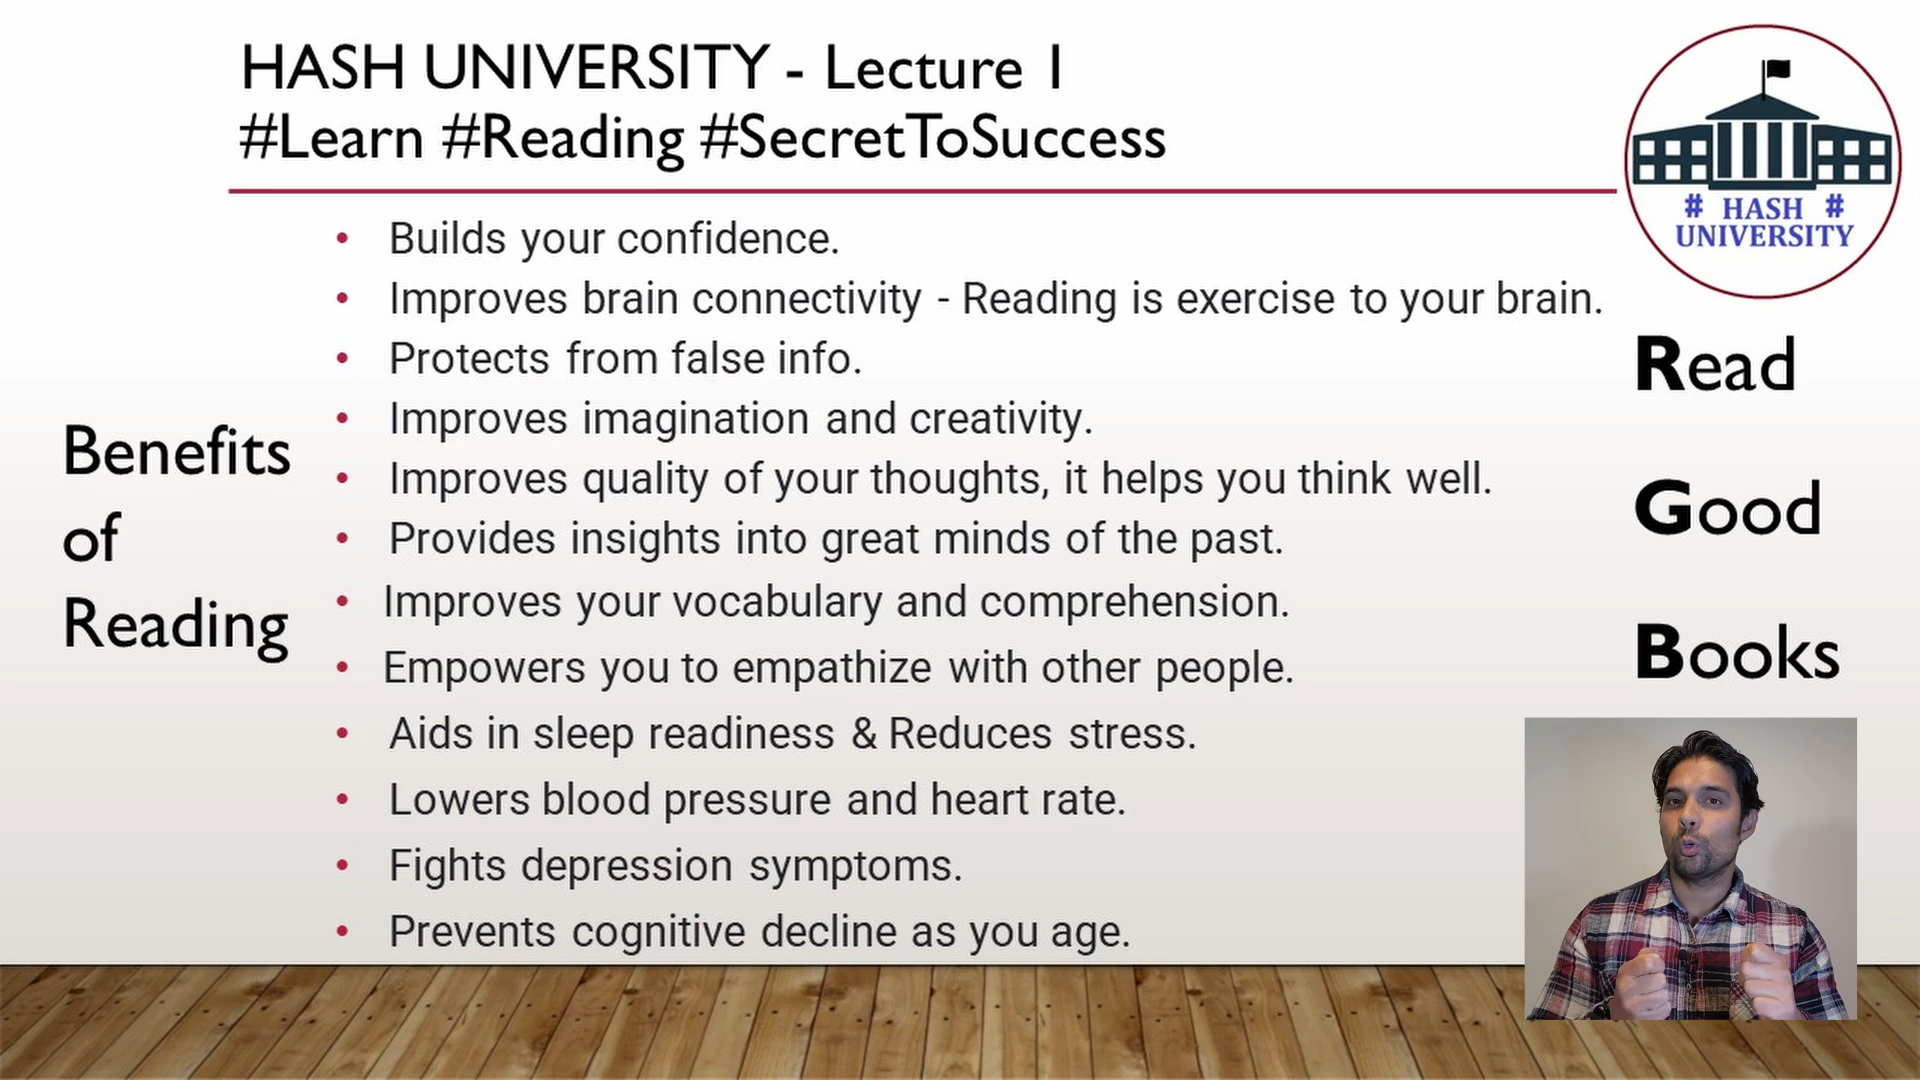 HASH UNIVERSITY - Lecture 1
#Learn #Reading #SecretToSuccess
# HASH #
UNIVERSITY
Benefits
of
Reading
• Builds your confidence.
• Improves brain connectivity - Reading is exercise to your brain.
• Protects from false info.
• Improves imagination and creativity.
• Improves quality of your thoughts, it helps you think well.
• Provides insights into great minds of the past.
• Improves your vocabulary and comprehension.
• Empowers you to empathize with other people.
• Aids in sleep readiness & Reduces stress.
• Lowers blood pressure and heart rate.
• Fights depression symptoms.
• Prevents cognitive decline as you age.
Read
Good
Books